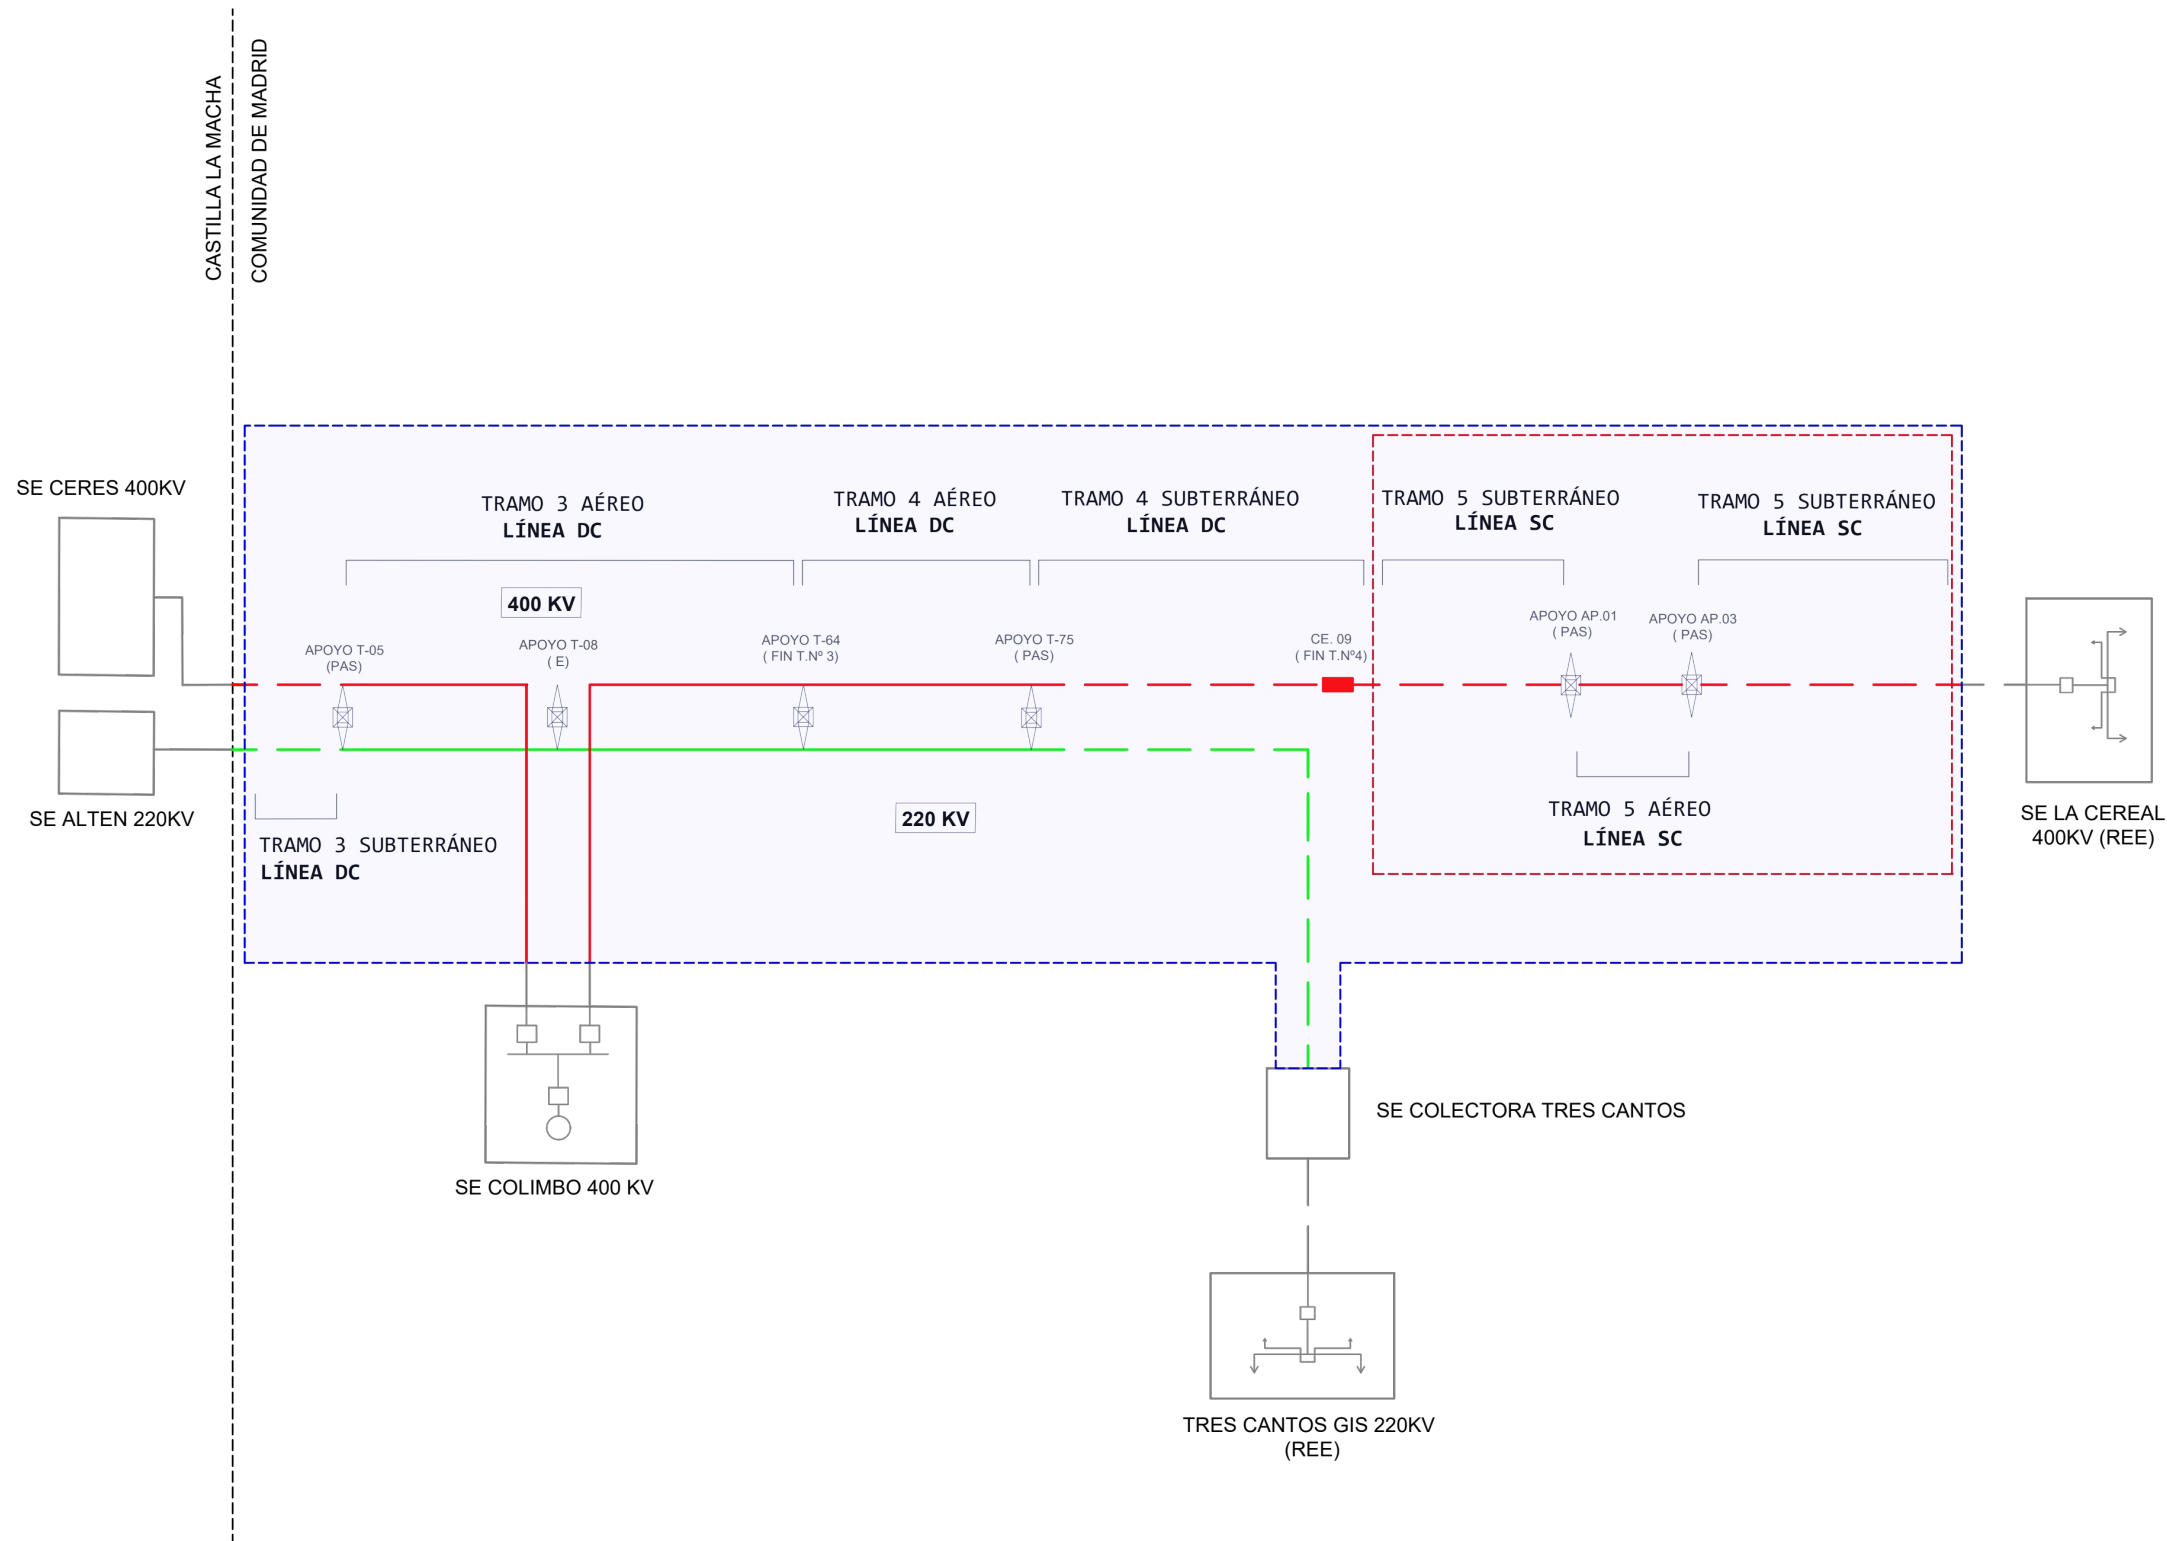 CASTILLA LA MACHA
COMUNIDAD DE MADRID
SE CERES 400KV
SE ALTEN 220KV
TRAMO 3 AÉREO
LÍNEA DC
TRAMO 4 AÉREO
LÍNEA DC
TRAMO 4 SUBTERRÁNEO
LÍNEA DC
TRAMO 5 SUBTERRÁNEO
LÍNEA SC
TRAMO 5 SUBTERRÁNEO
LÍNEA SC
400 KV
APOYO T-05
(PAS)
APOYO T-08
( E)
APOYO T-64
( FIN T.Nº 3)
APOYO T-75
( PAS)
CE. 09
( FIN T.Nº4)
APOYO AP.01
( PAS)
APOYO AP.03
( PAS)
220 KV
TRAMO 3 SUBTERRÁNEO
LÍNEA DC
TRAMO 5 AÉREO
LÍNEA SC
SE LA CEREAL
400KV (REE)
SE COLIMBO 400 KV
SE COLECTORA TRES CANTOS
TRES CANTOS GIS 220KV
(REE)